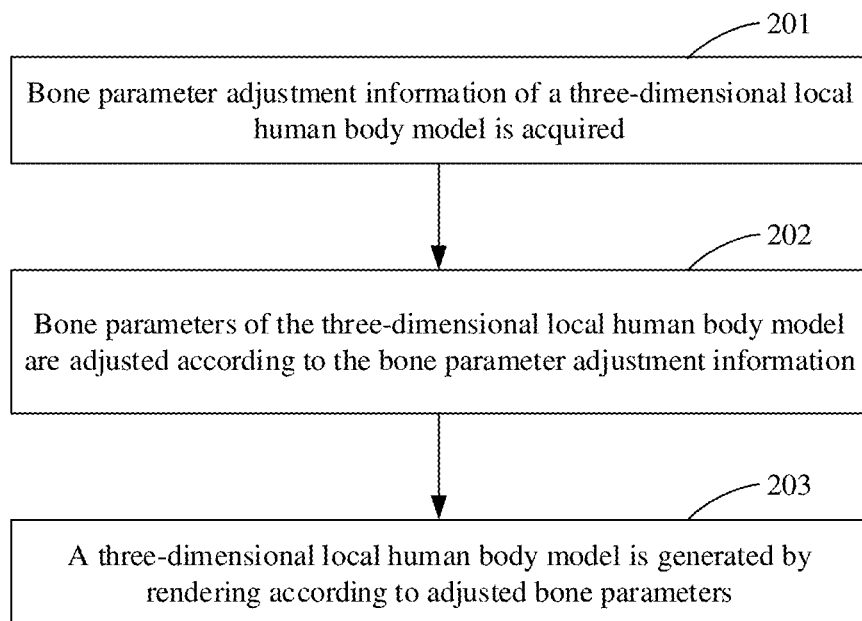 201
Bone parameter adjustment information of a three-dimensional local
human body model is acquired
202
Bone parameters of the three-dimensional local human body model
are adjusted according to the bone parameter adjustment information
203
A three-dimensional local human body model is generated by
rendering according to adjusted bone parameters